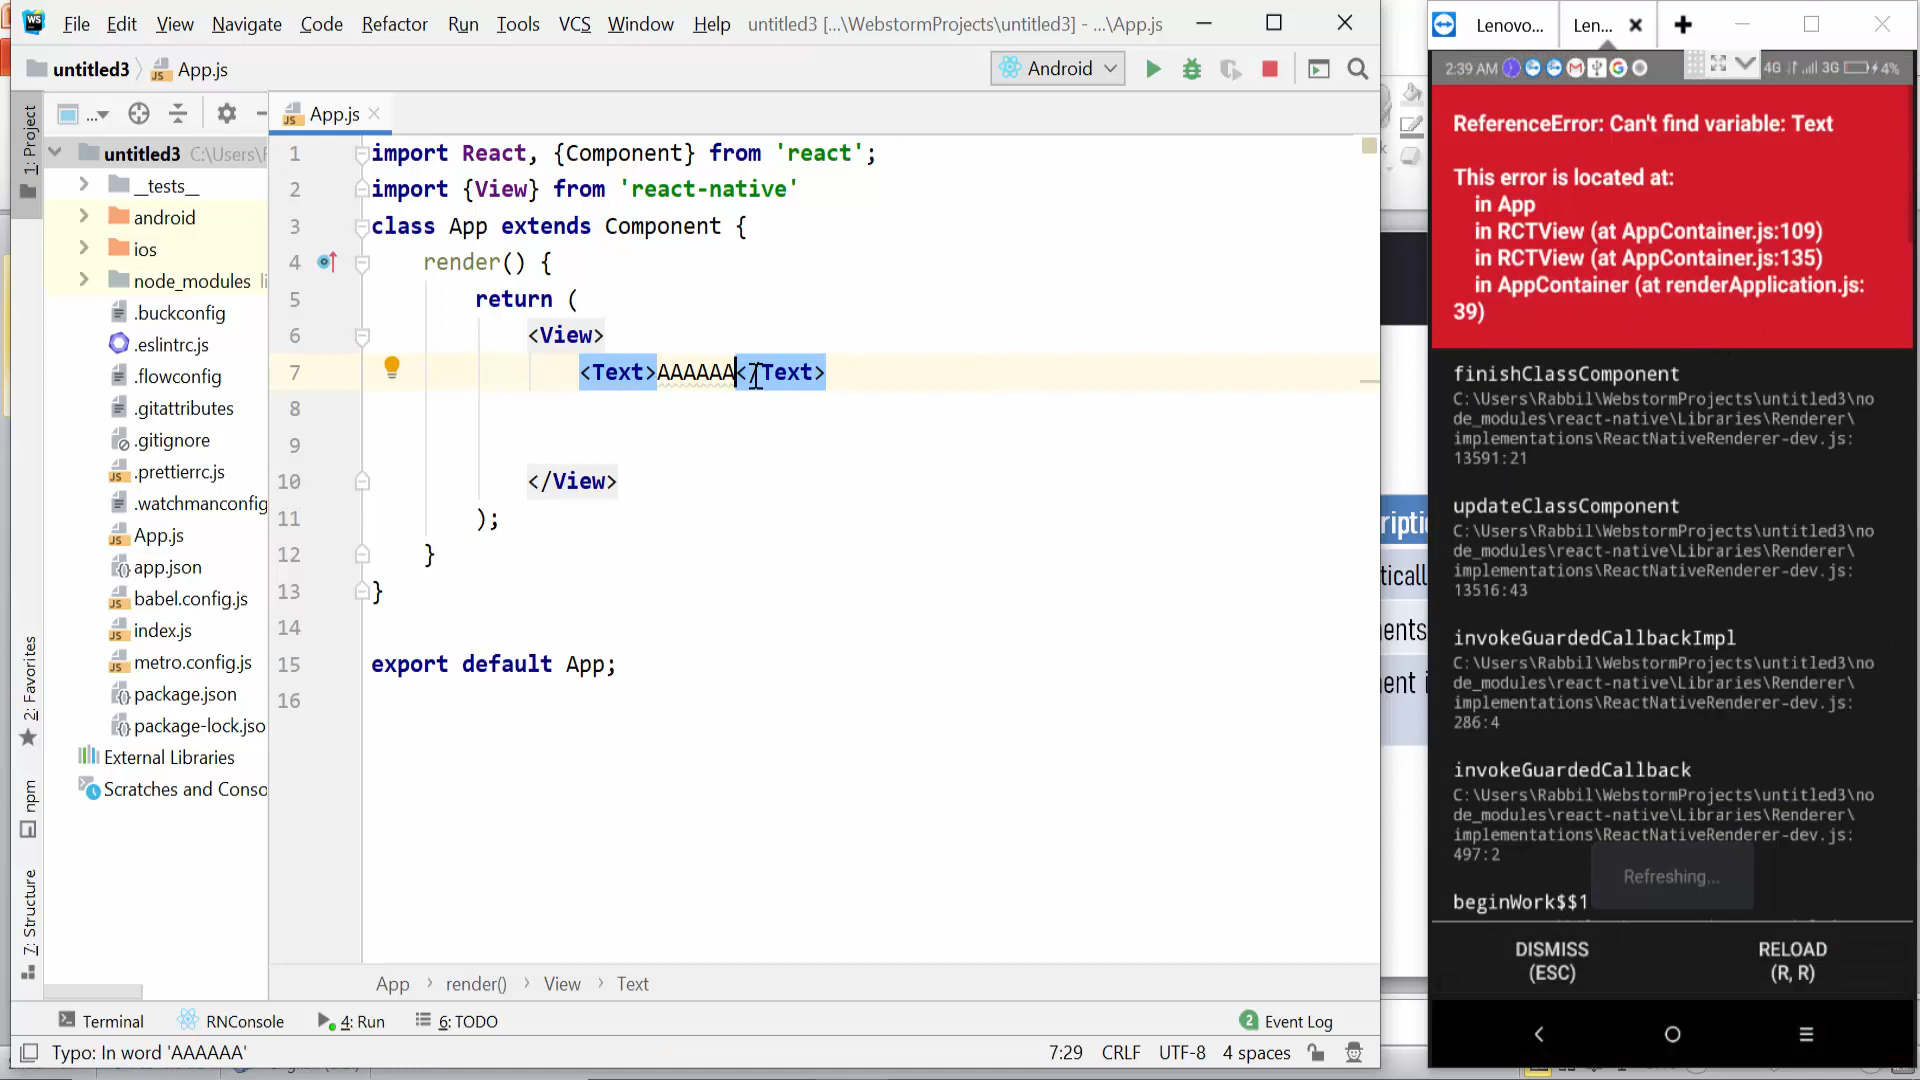 File Edit View Navigate Code Refactor Run Tools VCS Window Help untitled3 [...\WebstormProjects\untitled3] - ...\App.js
untitled3 App.js
Android
1: Project
2: Favorites
npm
7: Structure
...
untitled3 C:\Users\
__tests__
android
ios
node_modules li
.buckconfig
.eslintrc.js
.flowconfig
.gitattributes
.gitignore
.prettierrc.js
.watchmanconfig
App.js
app.json
babel.config.js
index.js
metro.config.js
package.json
package-lock.jso
External Libraries
Scratches and Conso
App.js
1 import React, {Component} from 'react';
2 import {View} from 'react-native'
3 class App extends Component {
4 render() {
5 return (
6 <View>
7 <Text>AAAAAA</Text>
8
9
10 </View>
11 );
12 }
13 }
14
15 export default App;
16
App › render() › View › Text
Terminal RNConsole 4: Run 6: TODO 2 Event Log
Typo: In word 'AAAAAA' 7:29 CRLF UTF-8 4 spaces
riptio
ticall
ents
ent i
Lenovo... Len...
2:39 AM 4G 3G 4%
ReferenceError: Can't find variable: Text
This error is located at:
in App
in RCTView (at AppContainer.js:109)
in RCTView (at AppContainer.js:135)
in AppContainer (at renderApplication.js:
39)
finishClassComponent
C:\Users\Rabbil\WebstormProjects\untitled3\no
de_modules\react-native\Libraries\Renderer\
implementations\ReactNativeRenderer-dev.js:
13591:21
updateClassComponent
C:\Users\Rabbil\WebstormProjects\untitled3\no
de_modules\react-native\Libraries\Renderer\
implementations\ReactNativeRenderer-dev.js:
13516:43
invokeGuardedCallbackImpl
C:\Users\Rabbil\WebstormProjects\untitled3\no
de_modules\react-native\Libraries\Renderer\
implementations\ReactNativeRenderer-dev.js:
286:4
invokeGuardedCallback
C:\Users\Rabbil\WebstormProjects\untitled3\no
de_modules\react-native\Libraries\Renderer\
implementations\ReactNativeRenderer-dev.js:
497:2
Refreshing...
beginWork$$1
DISMISS
(ESC)
RELOAD
(R, R)